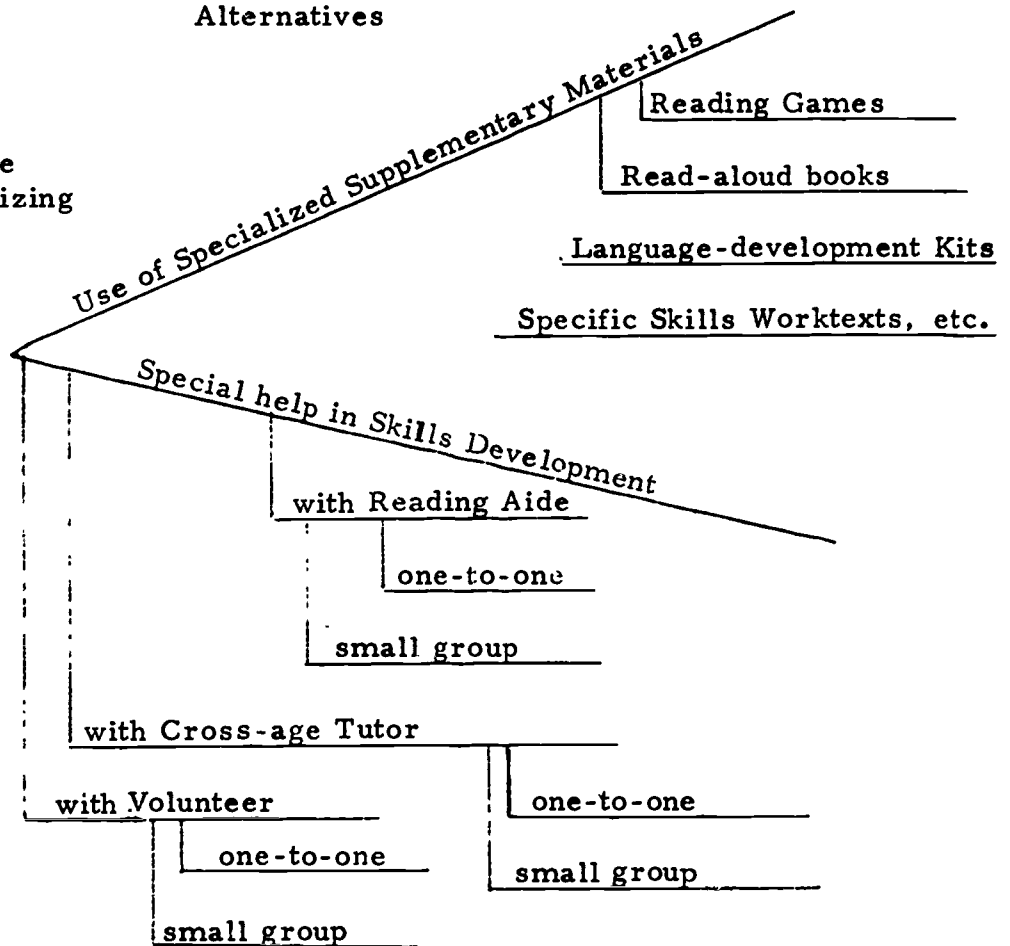 Alternatives
Use of Specialized Supplementary Materials
Reading Games
Read-aloud books
Language-development Kits
Specific Skills Worktexts, etc.
Special help in Skills Development
with Reading Aide
one-to-one
small group
with Cross-age Tutor
one-to-one
small group
with Volunteer
one-to-one
small group